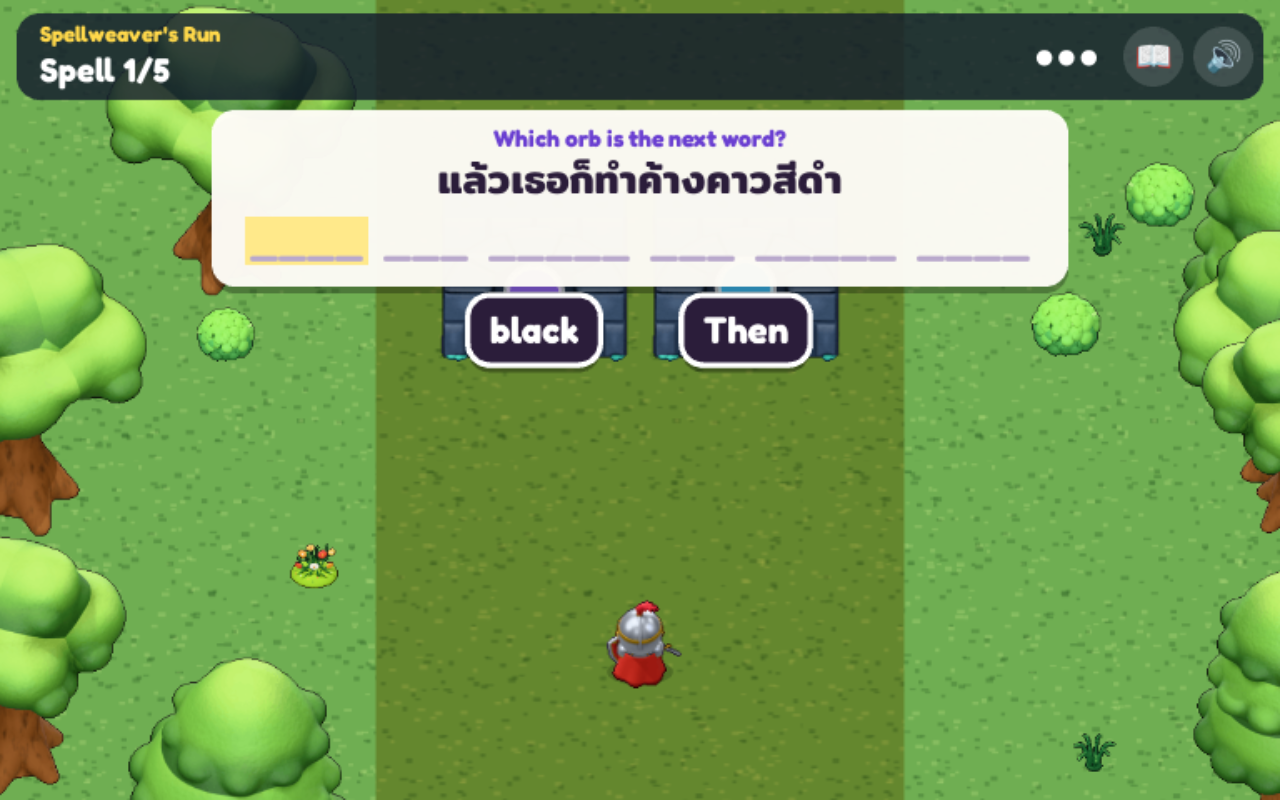 Spellweaver's Run
Spell 1/5
Which orb is the next word?
แล้วเธอก็ทำค้างคาวสีดำ
black
Then